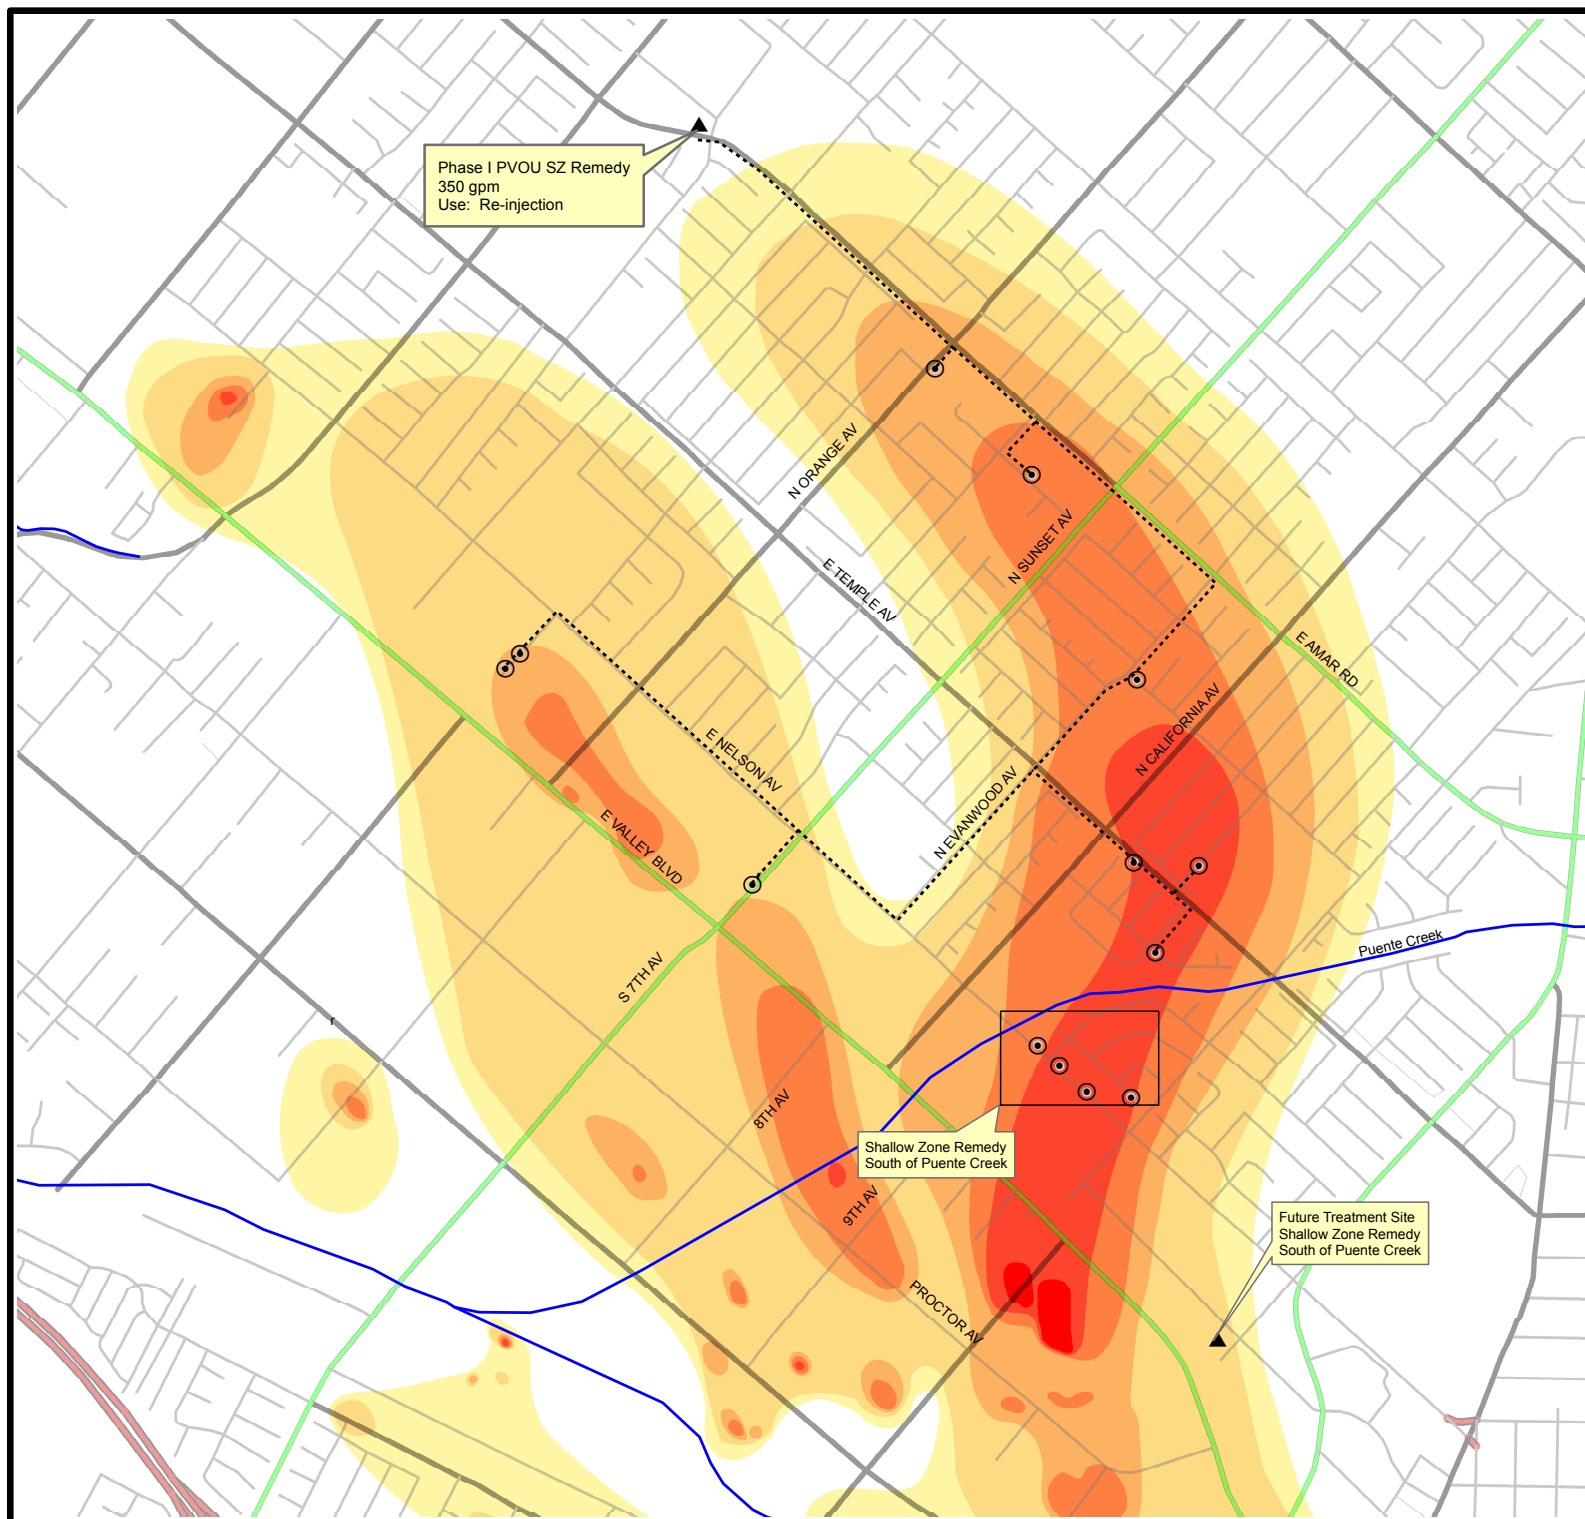 Phase I PVOU SZ Remedy
350 gpm
Use: Re-injection
N ORANGE AV
N SUNSET AV
E TEMPLE AV
E AMAR RD
N CALIFORNIA AV
E NELSON AV
N EVANWOOD AV
E VALLEY BLVD
Puente Creek
S 7TH AV
r
8TH AV
Shallow Zone Remedy
South of Puente Creek
9TH AV
Future Treatment Site
Shallow Zone Remedy
South of Puente Creek
PROCTOR AV